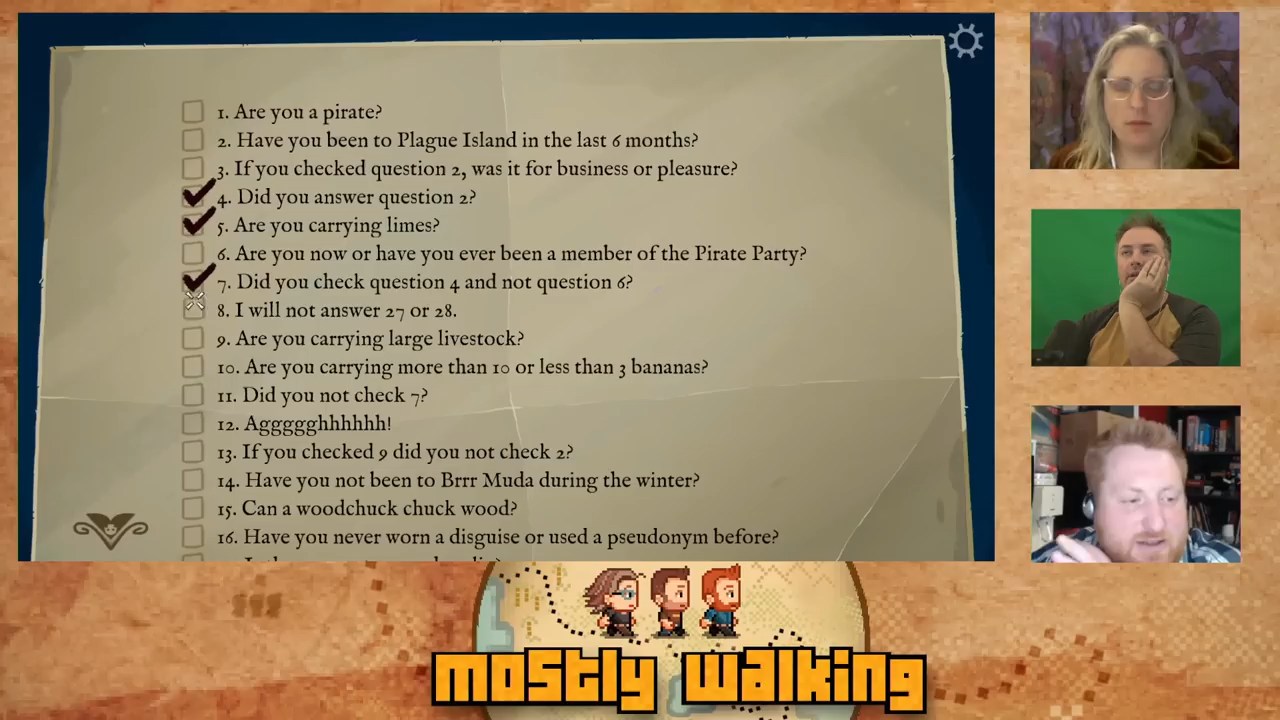 1. Are you a pirate?
2. Have you been to Plague Island in the last 6 months?
3. If you checked question 2, was it for business or pleasure?
4. Did you answer question 2?
5. Are you carrying limes?
6. Are you now or have you ever been a member of the Pirate Party?
7. Did you check question 4 and not question 6?
8. I will not answer 27 or 28.
9. Are you carrying large livestock?
10. Are you carrying more than 10 or less than 3 bananas?
11. Did you not check 7?
12. Aggggghhhhhh!
13. If you checked 9 did you not check 2?
14. Have you not been to Brrr Muda during the winter?
15. Can a woodchuck chuck wood?
16. Have you never worn a disguise or used a pseudonym before?
mostly walking